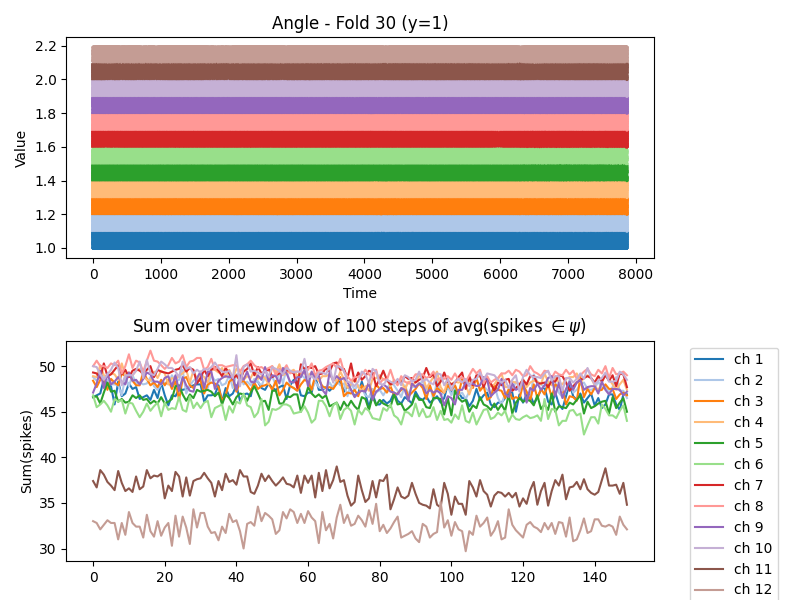 Angle - Fold 30 (y=1)
Value
2.2
2.0
1.8
1.6
1.4
1.2
1.0
0 1000 2000 3000 4000 5000 6000 7000 8000
Time
Sum over timewindow of 100 steps of avg(spikes ∈ ψ)
Sum(spikes)
50
45
40
35
30
0 20 40 60 80 100 120 140
ch 1
ch 2
ch 3
ch 4
ch 5
ch 6
ch 7
ch 8
ch 9
ch 10
ch 11
ch 12